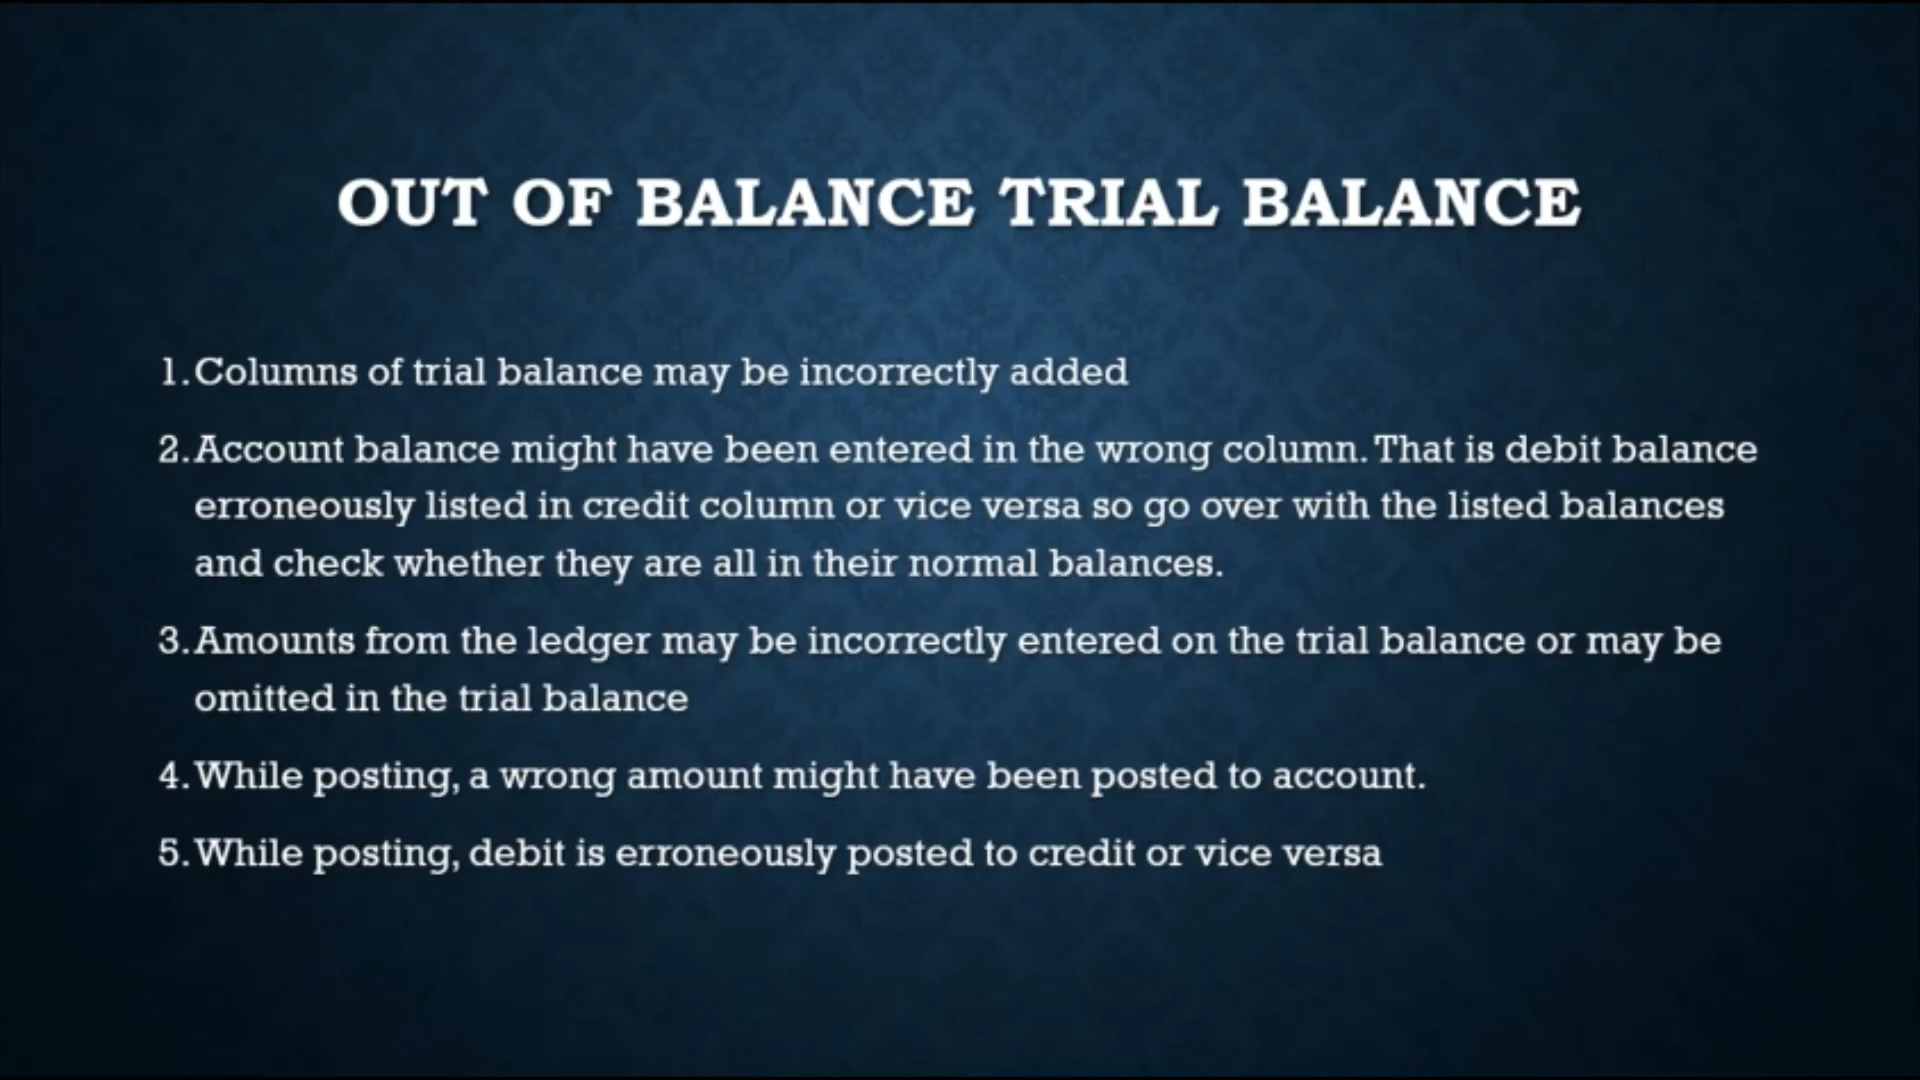 OUT OF BALANCE TRIAL BALANCE
1.Columns of trial balance may be incorrectly added
2.Account balance might have been entered in the wrong column. That is debit balance
erroneously listed in credit column or vice versa so go over with the listed balances
and check whether they are all in their normal balances.
3.Amounts from the ledger may be incorrectly entered on the trial balance or may be
omitted in the trial balance
4.While posting, a wrong amount might have been posted to account.
5.While posting, debit is erroneously posted to credit or vice versa